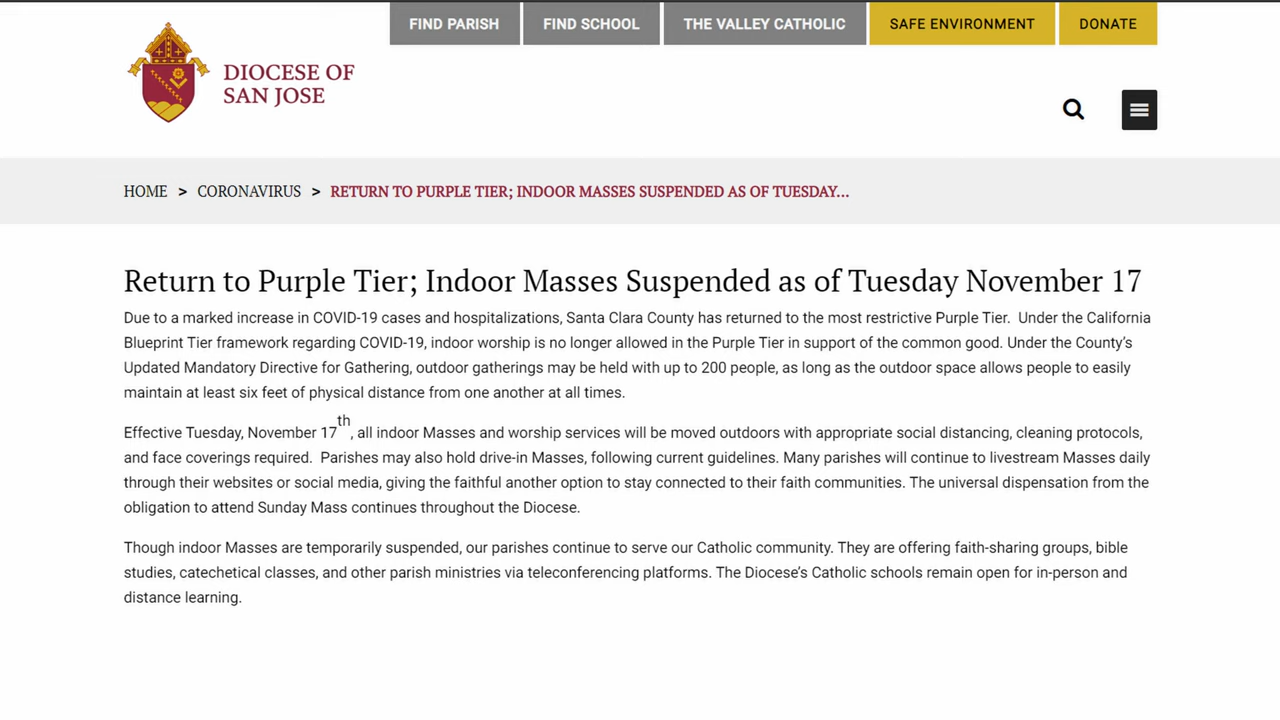 FIND PARISH
FIND SCHOOL
THE VALLEY CATHOLIC
SAFE ENVIRONMENT
DONATE
DIOCESE OF
SAN JOSE
HOME > CORONAVIRUS > RETURN TO PURPLE TIER; INDOOR MASSES SUSPENDED AS OF TUESDAY...
Return to Purple Tier; Indoor Masses Suspended as of Tuesday November 17
Due to a marked increase in COVID-19 cases and hospitalizations, Santa Clara County has returned to the most restrictive Purple Tier.  Under the California
Blueprint Tier framework regarding COVID-19, indoor worship is no longer allowed in the Purple Tier in support of the common good. Under the County's
Updated Mandatory Directive for Gathering, outdoor gatherings may be held with up to 200 people, as long as the outdoor space allows people to easily
maintain at least six feet of physical distance from one another at all times.
Effective Tuesday, November 17th, all indoor Masses and worship services will be moved outdoors with appropriate social distancing, cleaning protocols,
and face coverings required.  Parishes may also hold drive-in Masses, following current guidelines. Many parishes will continue to livestream Masses daily
through their websites or social media, giving the faithful another option to stay connected to their faith communities. The universal dispensation from the
obligation to attend Sunday Mass continues throughout the Diocese.
Though indoor Masses are temporarily suspended, our parishes continue to serve our Catholic community. They are offering faith-sharing groups, bible
studies, catechetical classes, and other parish ministries via teleconferencing platforms. The Diocese's Catholic schools remain open for in-person and
distance learning.